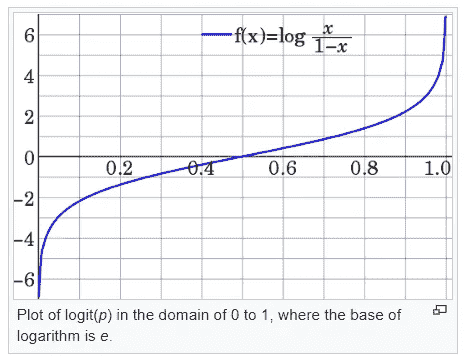 6
f(x)=log x/1−x
4
2
0
0.2 0.4 0.6 0.8 1.0
−2
−4
−6
Plot of logit(p) in the domain of 0 to 1, where the base of
logarithm is e.